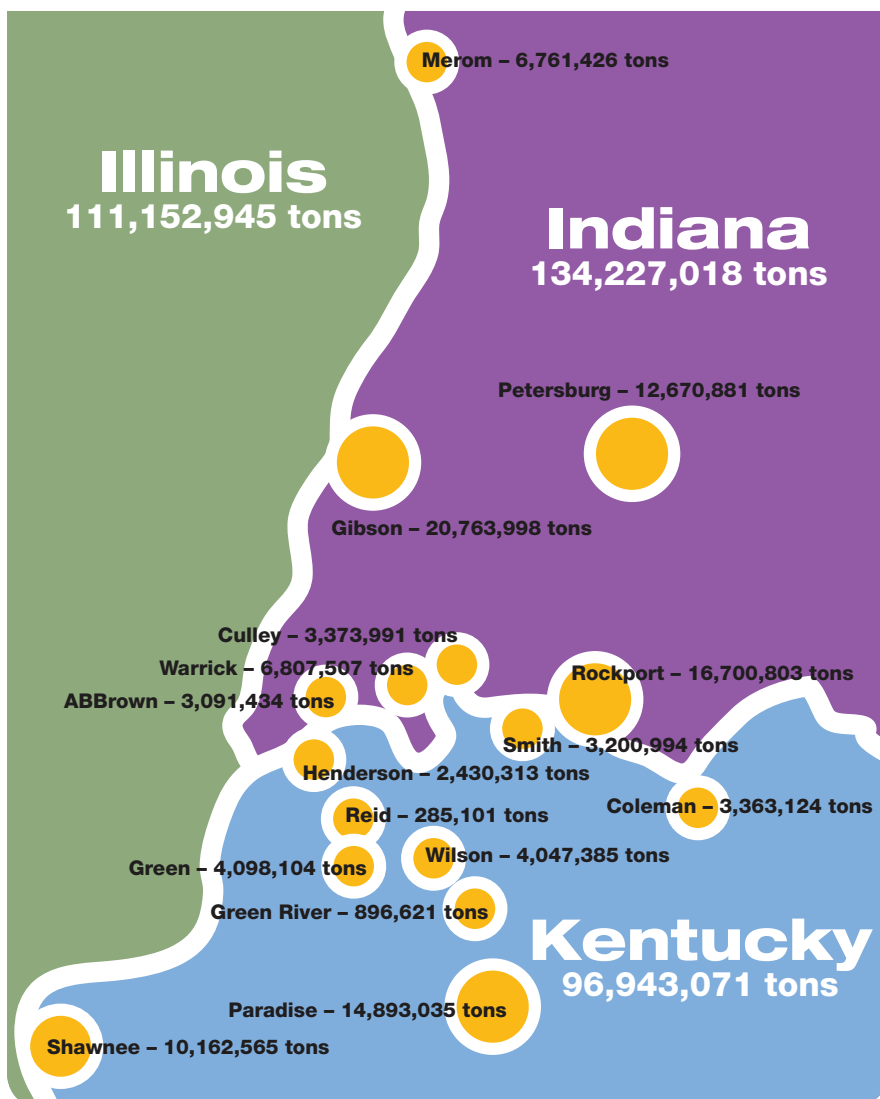 Merom – 6,761,426 tons
Illinois
111,152,945 tons
Indiana
134,227,018 tons
Petersburg – 12,670,881 tons
Gibson – 20,763,998 tons
Culley – 3,373,991 tons
Warrick – 6,807,507 tons
Rockport – 16,700,803 tons
ABBrown – 3,091,434 tons
Smith – 3,200,994 tons
Henderson – 2,430,313 tons
Coleman – 3,363,124 tons
Reid – 285,101 tons
Wilson – 4,047,385 tons
Green – 4,098,104 tons
Green River – 896,621 tons
Kentucky
96,943,071 tons
Paradise – 14,893,035 tons
Shawnee – 10,162,565 tons